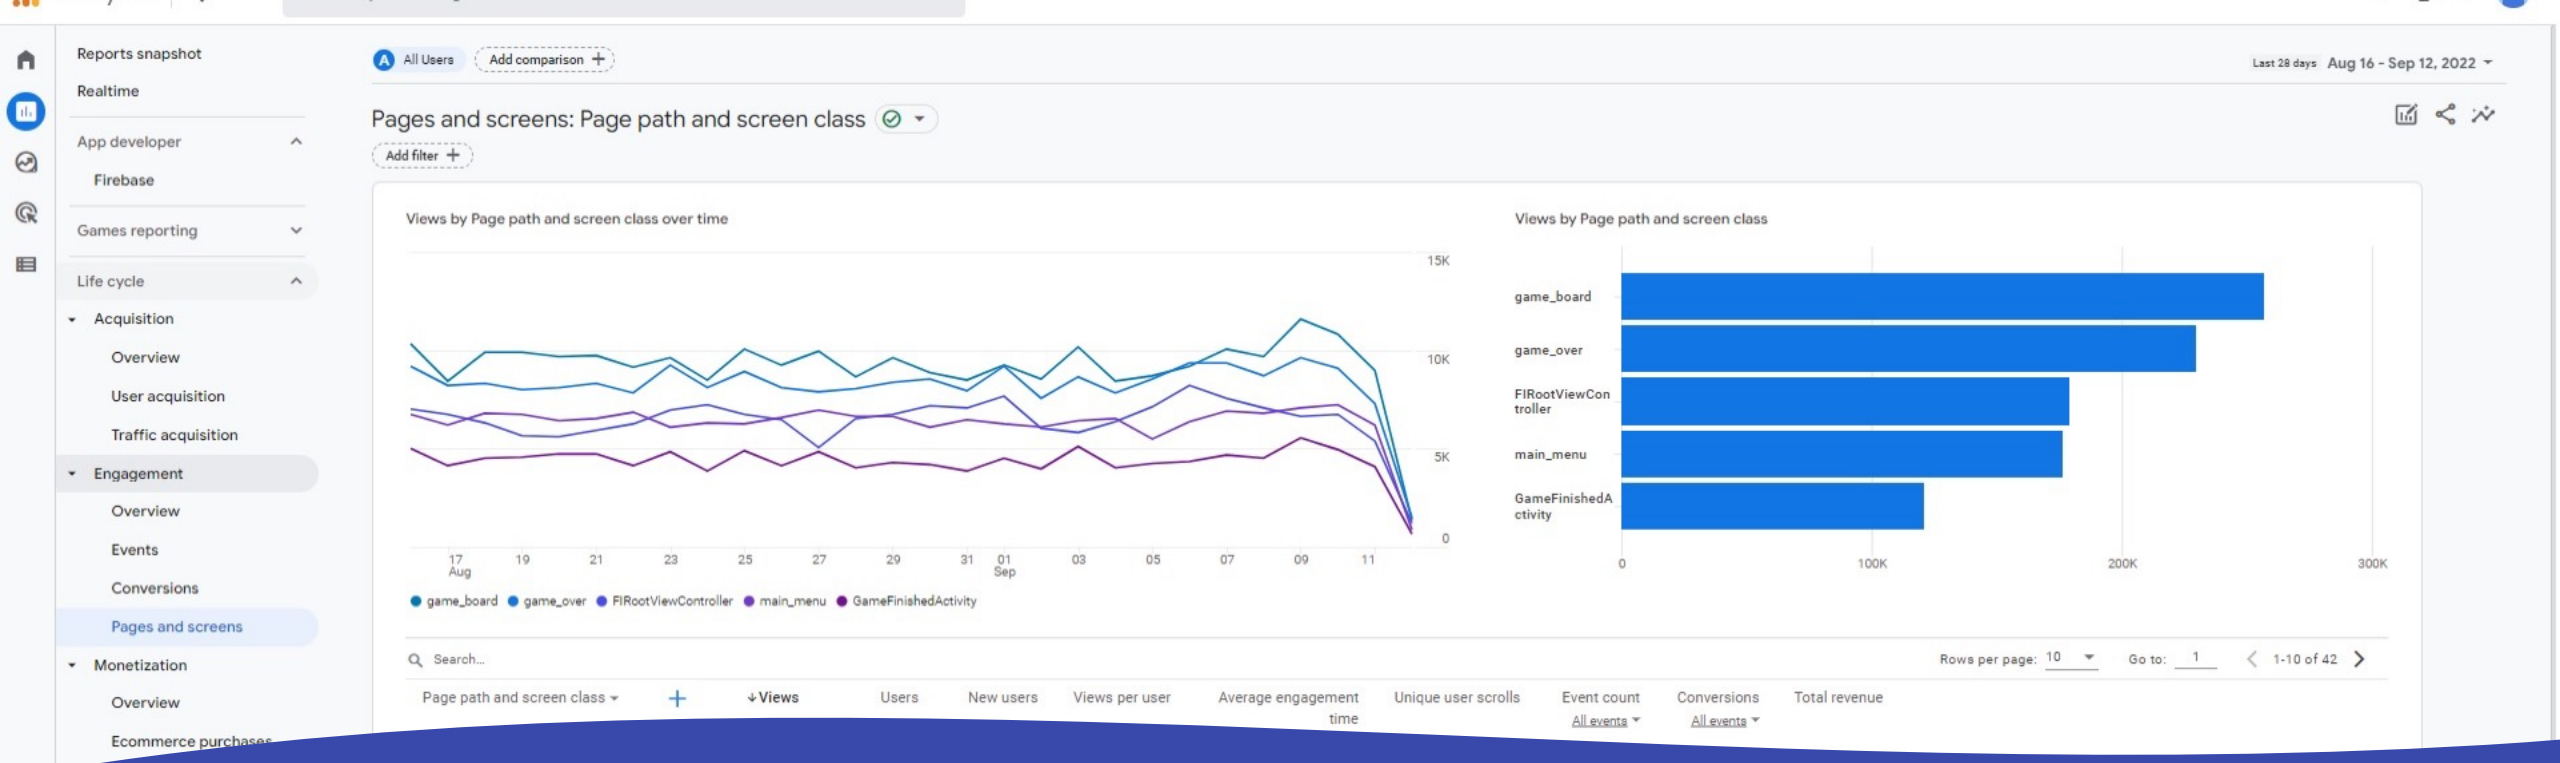 Reports snapshot
Realtime
App developer
Firebase
Games reporting
Life cycle
Acquisition
Overview
User acquisition
Traffic acquisition
Engagement
Overview
Events
Conversions
Pages and screens
Monetization
Overview
Ecommerce purchases
A All Users Add comparison +
Last 28 days Aug 16 - Sep 12, 2022
Pages and screens: Page path and screen class
Add filter +
Views by Page path and screen class over time
15K
10K
5K
0
17 19 21 23 25 27 29 31 01 03 05 07 09 11
Aug Sep
game_board game_over FIRootViewController main_menu GameFinishedActivity
Views by Page path and screen class
game_board
game_over
FIRootViewCon
troller
main_menu
GameFinishedA
ctivity
0 100K 200K 300K
Search...
Rows per page: 10 Go to: 1 1-10 of 42
Page path and screen class + ↓ Views Users New users Views per user Average engagement Unique user scrolls Event count Conversions Total revenue
time All events All events